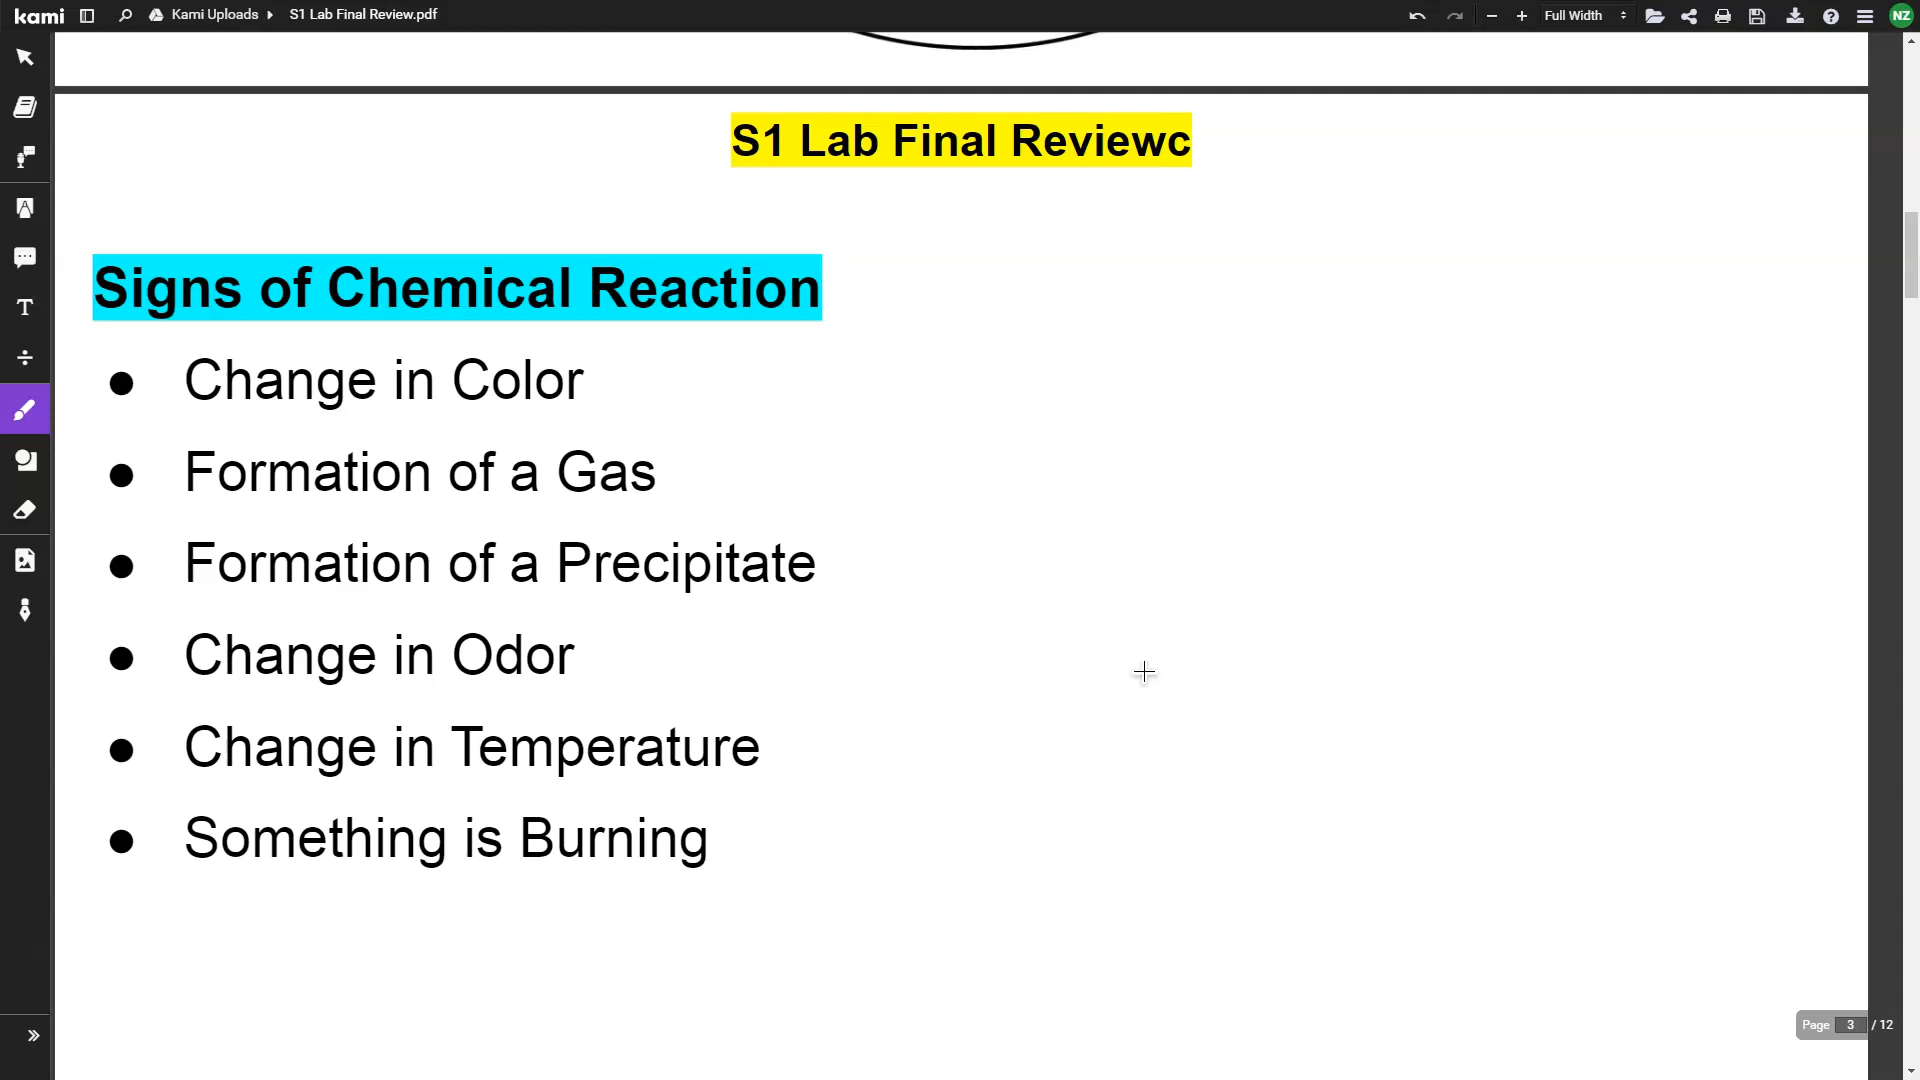 kami Kami Uploads S1 Lab Final Review.pdf Full Width NZ
S1 Lab Final Reviewc
Signs of Chemical Reaction
● Change in Color
● Formation of a Gas
● Formation of a Precipitate
● Change in Odor
● Change in Temperature
● Something is Burning
Page 3 / 12